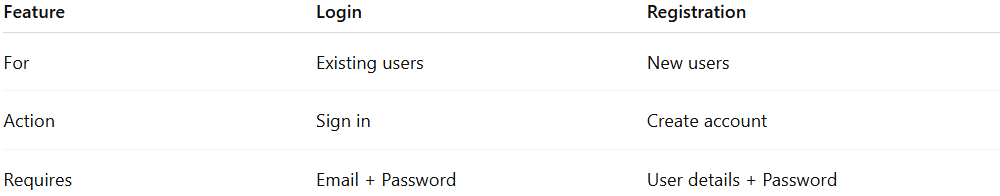 Feature Login Registration
For Existing users New users
Action Sign in Create account
Requires Email + Password User details + Password